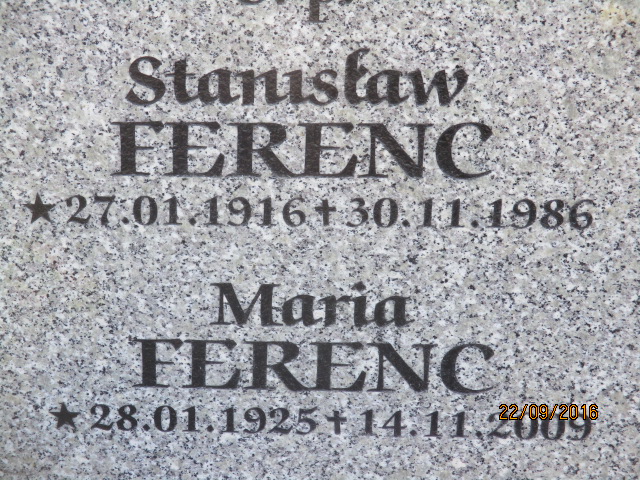 Stanisław
FERENC
★27.01.1916✝30.11.1986
Maria
FERENC
★28.01.1925✝14.11.2009
22/09/2016